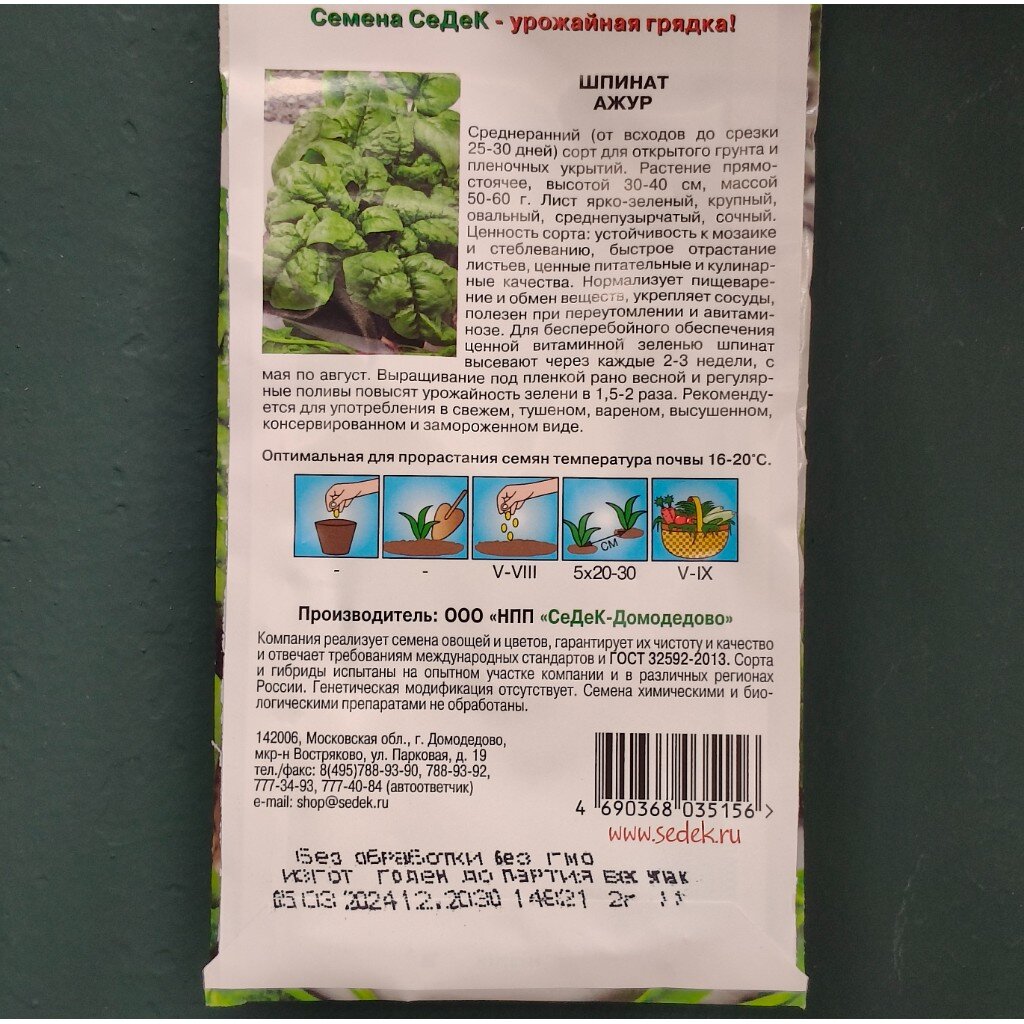 Семена СеДеК - урожайная грядка!
ШПИНАТ
АЖУР
Среднеранний (от всходов до срезки
25-30 дней) сорт для открытого грунта и
пленочных укрытий. Растение прямо-
стоячее, высотой 30-40 см, массой
50-60 г. Лист ярко-зеленый, крупный,
овальный, среднепузырчатый, сочный.
Ценность сорта: устойчивость к мозаике
и стеблеванию, быстрое отрастание
листьев, ценные питательные и кулинар-
ные качества. Нормализует пищеваре-
ние и обмен веществ, укрепляет сосуды,
полезен при переутомлении и авитами-
нозе. Для бесперебойного обеспечения
ценной витаминной зеленью шпинат
высевают через каждые 2-3 недели, с
мая по август. Выращивание под пленкой рано весной и регуляр-
ные поливы повысят урожайность зелени в 1,5-2 раза. Рекоменду-
ется для употребления в свежем, тушеном, вареном, высушенном,
консервированном и замороженном виде.
Оптимальная для прорастания семян температура почвы 16-20°С.
СМ
- - V-VIII 5x20-30 V-IX
Производитель: ООО «НПП «СеДеК-Домодедово»
Компания реализует семена овощей и цветов, гарантирует их чистоту и качество
и отвечает требованиям международных стандартов и ГОСТ 32592-2013. Сорта
и гибриды испытаны на опытном участке компании и в различных регионах
России. Генетическая модификация отсутствует. Семена химическими и био-
логическими препаратами не обработаны.
142006, Московская обл., г. Домодедово,
мкр-н Востряково, ул. Парковая, д. 19
тел./факс: 8(495)788-93-90, 788-93-92,
777-34-93, 777-40-84 (автоответчик)
e-mail: shop@sedek.ru
4 690368 035156 >
www.sedek.ru
Без обработки без гмо
изгот годен до партия вес упак
05.03.2024 12.2030 14821 2г